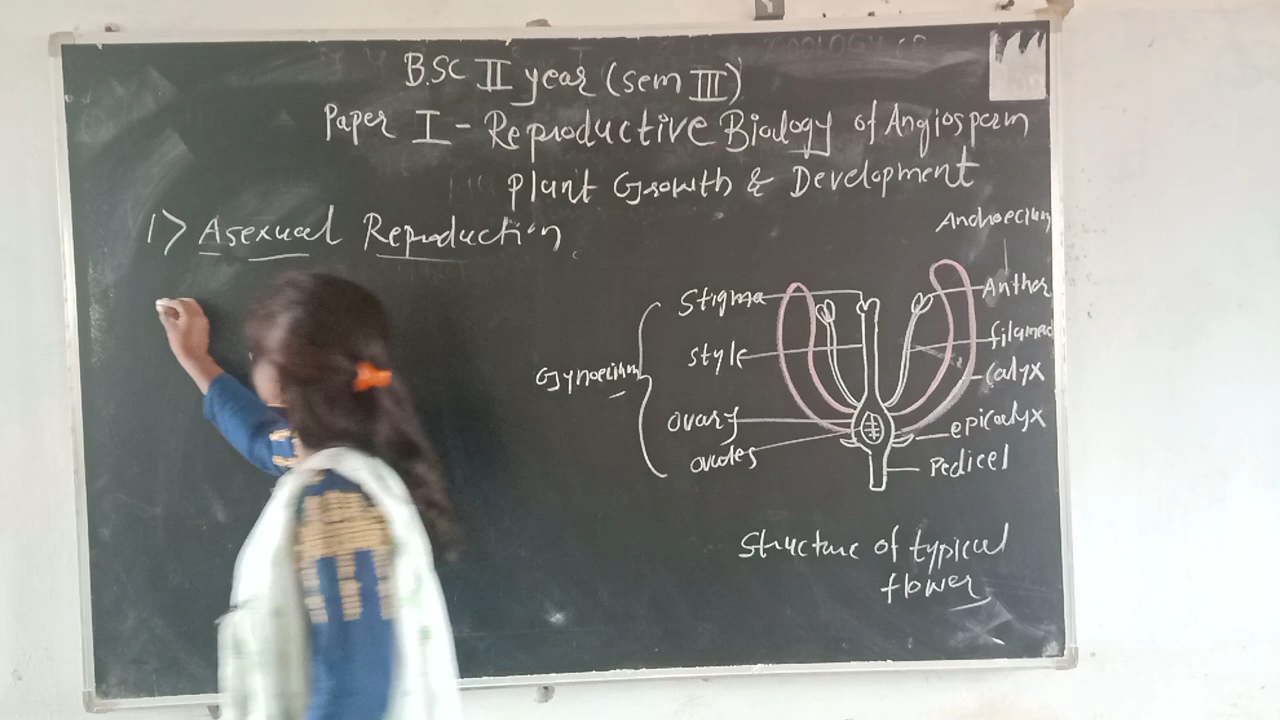 B.SC II year (sem III)
Paper I - Reproductive Biology of Angiosperm
Plant Growth & Development
1> Asexual Reproduction
Androecium
Stigma
Anther
style
filament
Gynoecium
Calyx
ovary
epicalyx
ovules
Pedicel
Structure of typical
flower